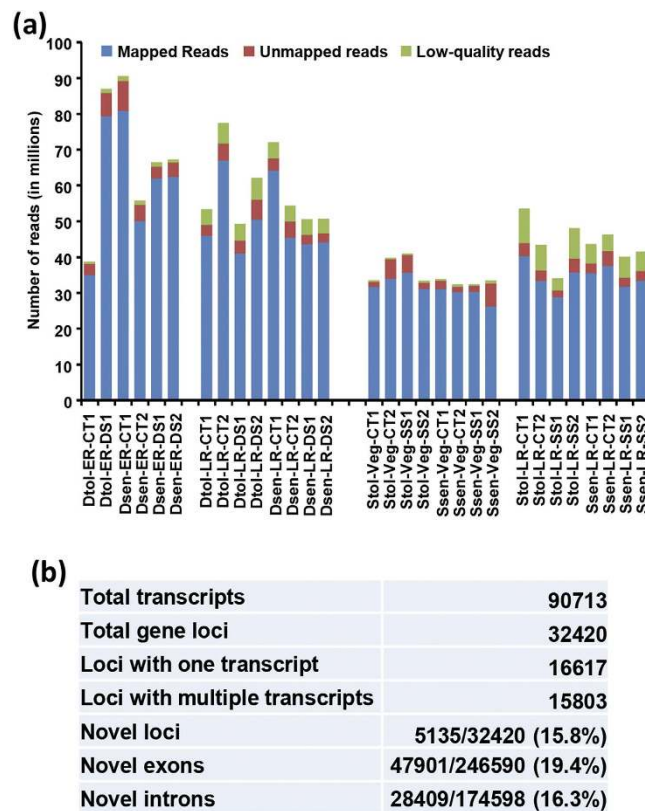 (a)
Mapped Reads Unmapped reads Low-quality reads
Number of reads (in millions)
100
90
80
70
60
50
40
30
20
10
0
Dtol-ER-CT1
Dtol-ER-DS1
Dsen-ER-CT1
Dsen-ER-CT2
Dsen-ER-DS1
Dsen-ER-DS2
Dtol-LR-CT1
Dtol-LR-CT2
Dtol-LR-DS1
Dtol-LR-DS2
Dsen-LR-CT1
Dsen-LR-CT2
Dsen-LR-DS1
Dsen-LR-DS2
Stol-Veg-CT1
Stol-Veg-CT2
Stol-Veg-SS1
Stol-Veg-SS2
Ssen-Veg-CT1
Ssen-Veg-CT2
Ssen-Veg-SS1
Ssen-Veg-SS2
Stol-LR-CT1
Stol-LR-CT2
Stol-LR-SS1
Stol-LR-SS2
Ssen-LR-CT1
Ssen-LR-CT2
Ssen-LR-SS1
Ssen-LR-SS2
(b)
Total transcripts 90713
Total gene loci 32420
Loci with one transcript 16617
Loci with multiple transcripts 15803
Novel loci 5135/32420 (15.8%)
Novel exons 47901/246590 (19.4%)
Novel introns 28409/174598 (16.3%)